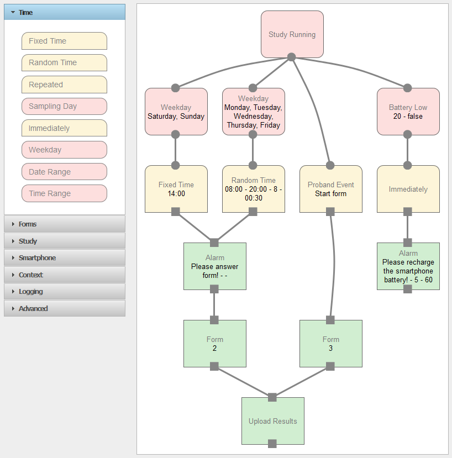 Time
Fixed Time
Random Time
Repeated
Sampling Day
Immediately
Weekday
Date Range
Time Range
Forms
Study
Smartphone
Context
Logging
Advanced
Study Running
Weekday
Saturday, Sunday
Weekday
Monday, Tuesday,
Wednesday,
Thursday, Friday
Battery Low
20 - false
Fixed Time
14:00
Random Time
08:00 - 20:00 - 8 -
00:30
Proband Event
Start form
Immediately
Alarm
Please answer
form! - -
Alarm
Please recharge
the smartphone
battery! - 5 - 60
Form
2
Form
3
Upload Results